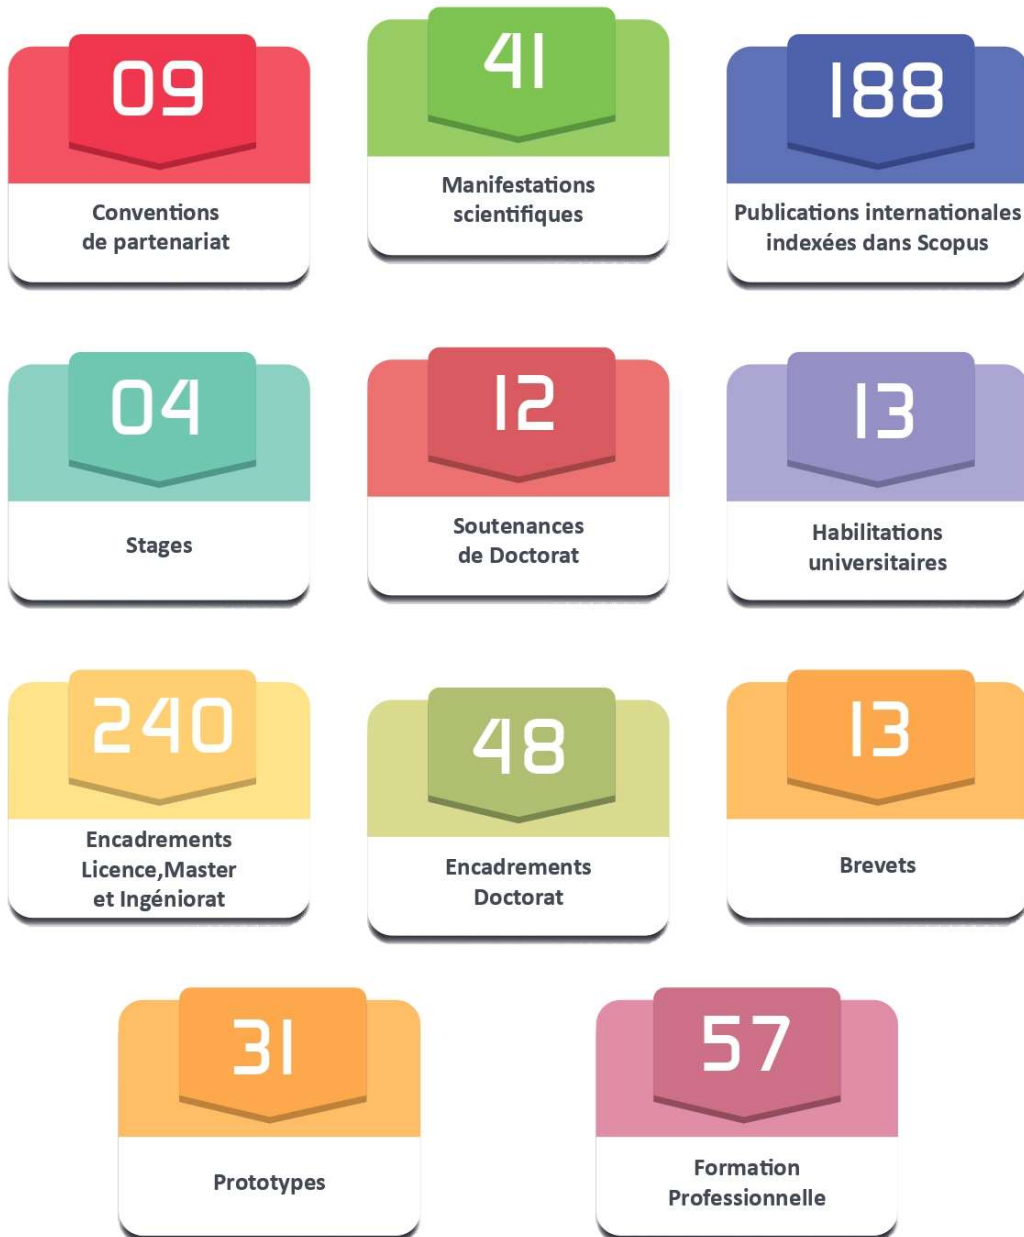 09
Conventions
de partenariat
41
Manifestations
scientifiques
188
Publications internationales
indexées dans Scopus
04
Stages
12
Soutenances
de Doctorat
13
Habilitations
universitaires
240
Encadrements
Licence,Master
et Ingéniorat
48
Encadrements
Doctorat
13
Brevets
31
Prototypes
57
Formation
Professionnelle